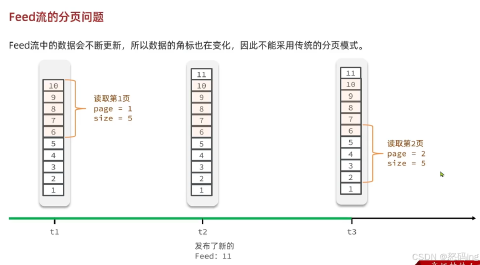 Feed流的分页问题
Feed流中的数据会不断更新，所以数据的角标也在变化，因此不能采用传统的分页模式。
10
9
8
7
6
5
4
3
2
1
读取第1页
page = 1
size = 5
11
10
9
8
7
6
5
4
3
2
1
11
10
9
8
7
6
5
4
3
2
1
读取第2页
page = 2
size = 5
t1
t2
t3
发布了新的
Feed：11